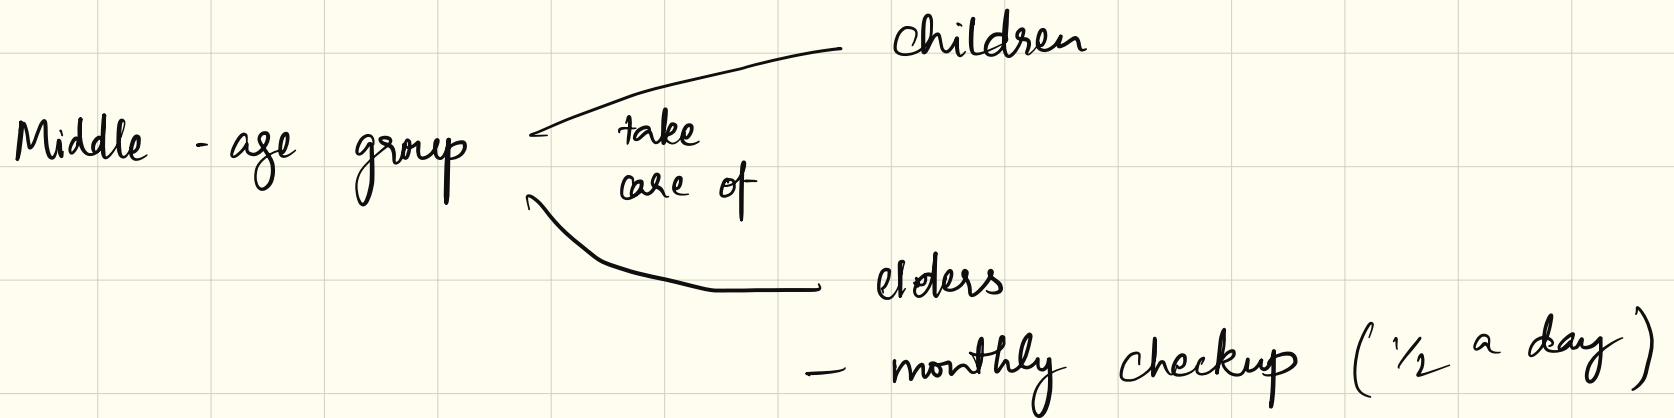 children
Middle - age group
take
care of
elders
- monthly checkup (1/2 a day)